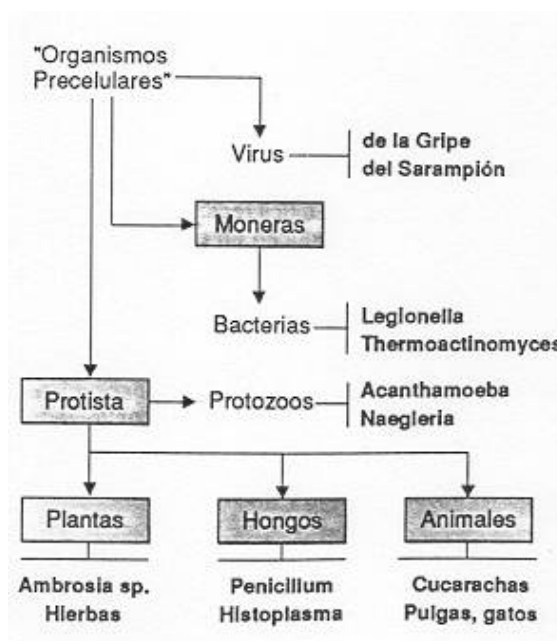 "Organismos
Precelulares"
Virus
de la Gripe
del Sarampión
Moneras
Bacterias
Legionella
Thermoactinomyces
Protista
Protozoos
Acanthamoeba
Naegleria
Plantas
Hongos
Animales
Ambrosia sp.
Hierbas
Penicillum
Histoplasma
Cucarachas
Pulgas, gatos